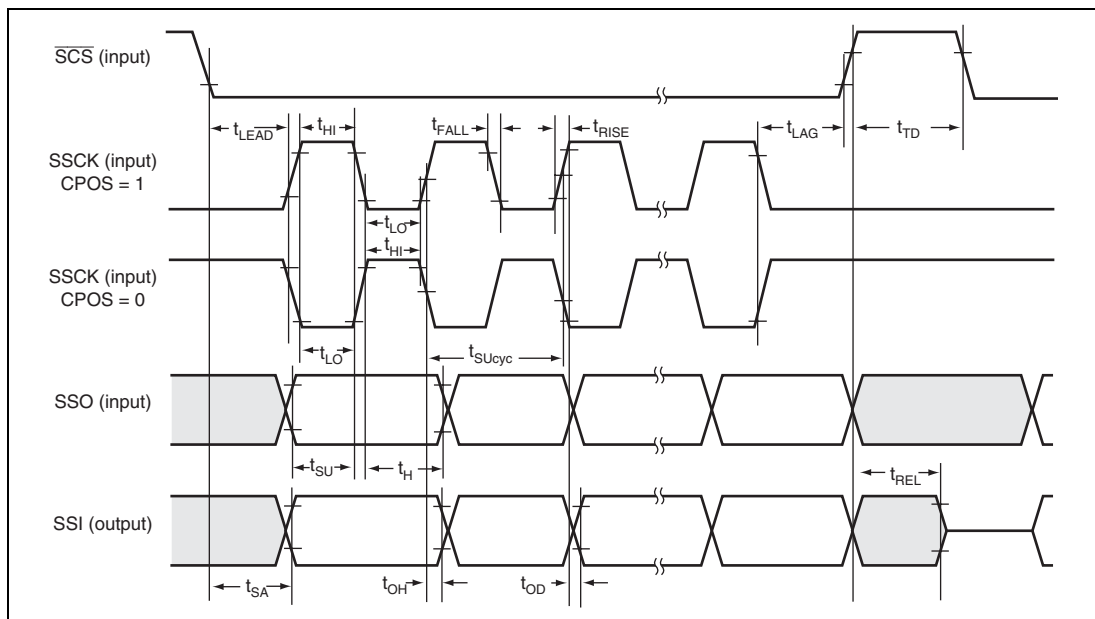 SCS (input)
tLEAD
tHI
tFALL
tRISE
tLAG
tTD
SSCK (input)
CPOS = 1
tLO
tHI
SSCK (input)
CPOS = 0
tLO
tSUcyc
SSO (input)
tSU
tH
tREL
SSI (output)
tSA
tOH
tOD